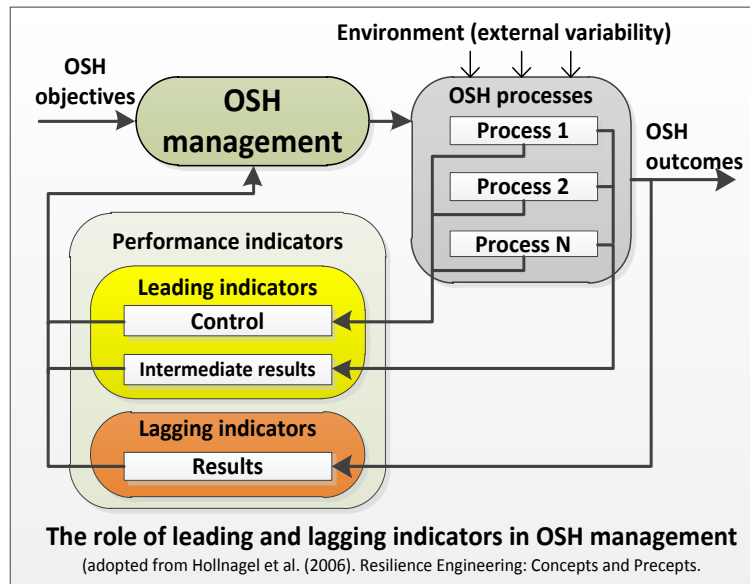 Environment (external variability)
OSH
objectives
OSH
management
OSH processes
Process 1
Process 2
Process N
OSH
outcomes
Performance indicators
Leading indicators
Control
Intermediate results
Lagging indicators
Results
The role of leading and lagging indicators in OSH management
(adopted from Hollnagel et al. (2006). Resilience Engineering: Concepts and Precepts.